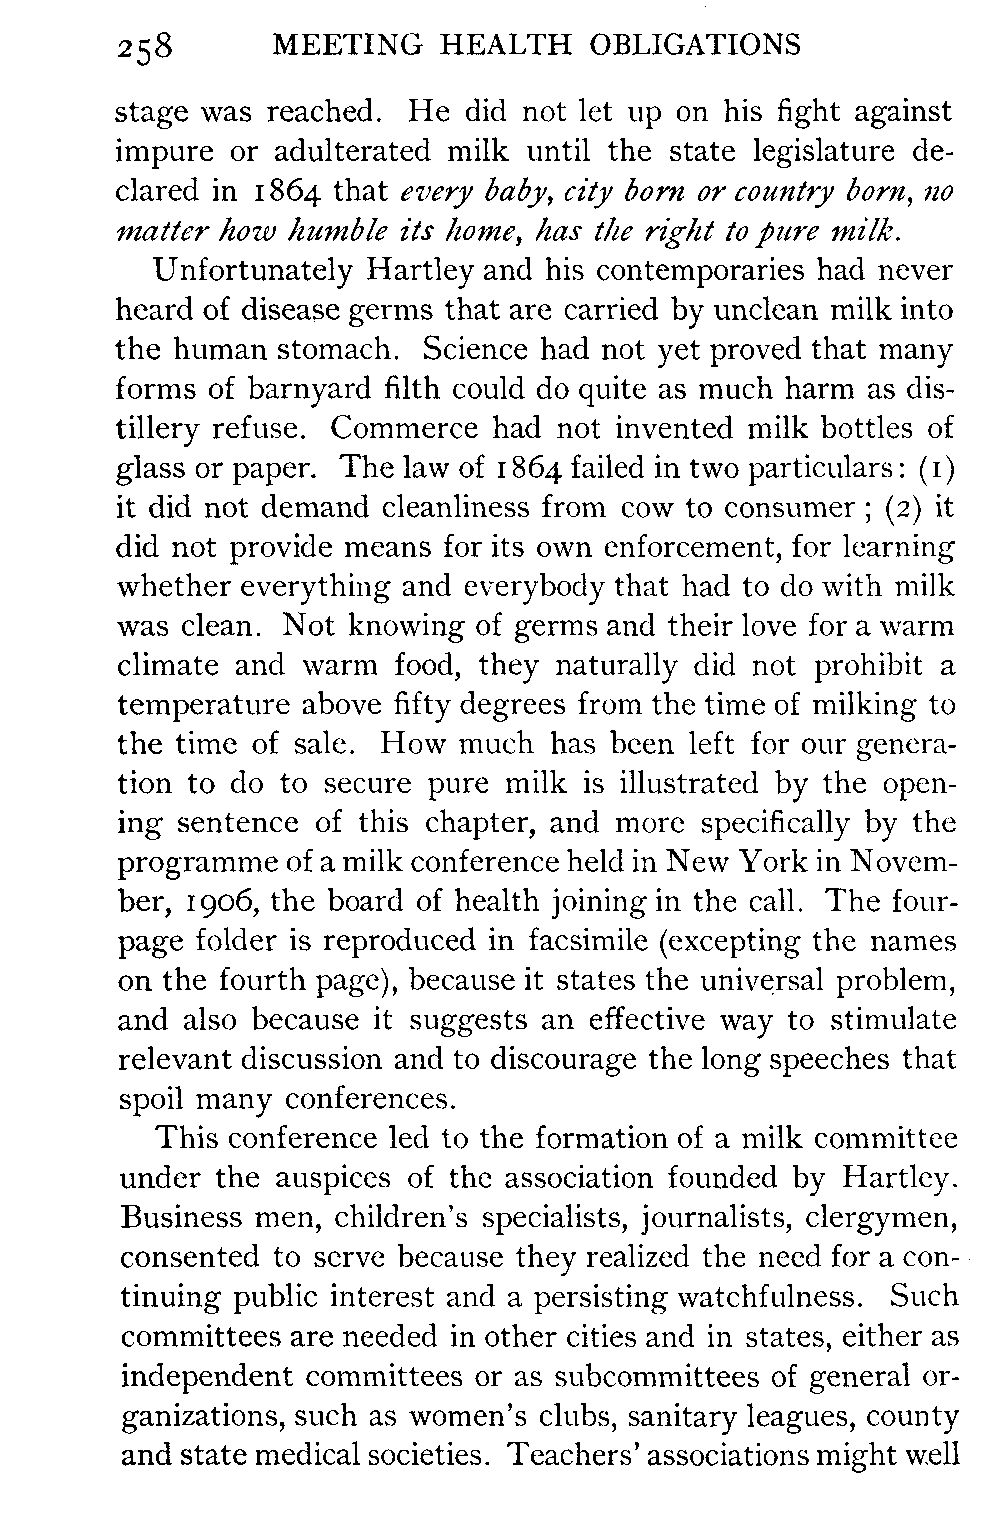 258 MEETING HEALTH OBLIGATIONS
stage was reached. He did not let up on his fight against
impure or adulterated milk until the state legislature de-
clared in 1864 that every baby, city born or country born, no
matter how humble its home, has the right to pure milk.
Unfortunately Hartley and his contemporaries had never
heard of disease germs that are carried by unclean milk into
the human stomach. Science had not yet proved that many
forms of barnyard filth could do quite as much harm as dis-
tillery refuse. Commerce had not invented milk bottles of
glass or paper. The law of 1864 failed in two particulars: (1)
it did not demand cleanliness from cow to consumer; (2) it
did not provide means for its own enforcement, for learning
whether everything and everybody that had to do with milk
was clean. Not knowing of germs and their love for a warm
climate and warm food, they naturally did not prohibit a
temperature above fifty degrees from the time of milking to
the time of sale. How much has been left for our genera-
tion to do to secure pure milk is illustrated by the open-
ing sentence of this chapter, and more specifically by the
programme of a milk conference held in New York in Novem-
ber, 1906, the board of health joining in the call. The four-
page folder is reproduced in facsimile (excepting the names
on the fourth page), because it states the universal problem,
and also because it suggests an effective way to stimulate
relevant discussion and to discourage the long speeches that
spoil many conferences.
This conference led to the formation of a milk committee
under the auspices of the association founded by Hartley.
Business men, children's specialists, journalists, clergymen,
consented to serve because they realized the need for a con-
tinuing public interest and a persisting watchfulness. Such
committees are needed in other cities and in states, either as
independent committees or as subcommittees of general or-
ganizations, such as women's clubs, sanitary leagues, county
and state medical societies. Teachers' associations might well